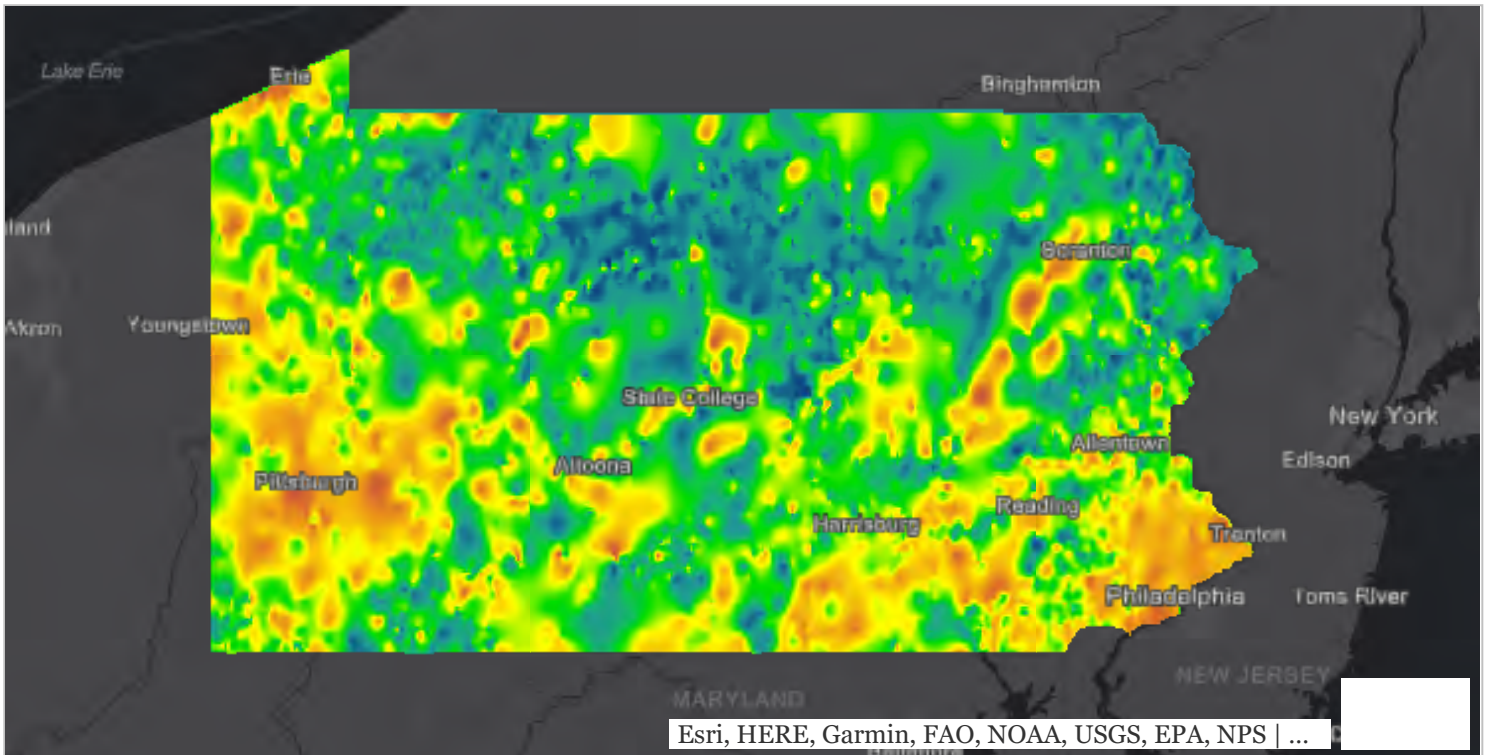 Lake Erie
Erie
Binghamton
land
Scranton
Akron
Youngstown
State College
New York
Allentown
Altoona
Edison
Pittsburgh
Reading
Harrisburg
Trenton
Philadelphia
Toms River
NEW JERSEY
MARYLAND
Esri, HERE, Garmin, FAO, NOAA, USGS, EPA, NPS | ...